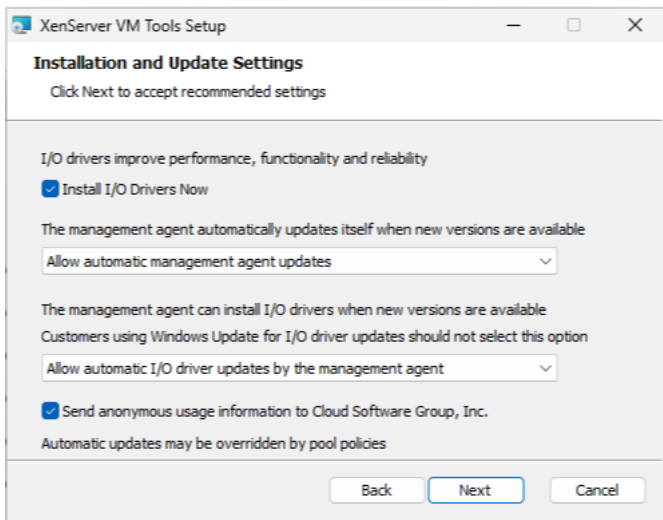 XenServer VM Tools Setup
Installation and Update Settings
Click Next to accept recommended settings
I/O drivers improve performance, functionality and reliability
Install I/O Drivers Now
The management agent automatically updates itself when new versions are available
Allow automatic management agent updates
The management agent can install I/O drivers when new versions are available
Customers using Windows Update for I/O driver updates should not select this option
Allow automatic I/O driver updates by the management agent
Send anonymous usage information to Cloud Software Group, Inc.
Automatic updates may be overridden by pool policies
Back Next Cancel